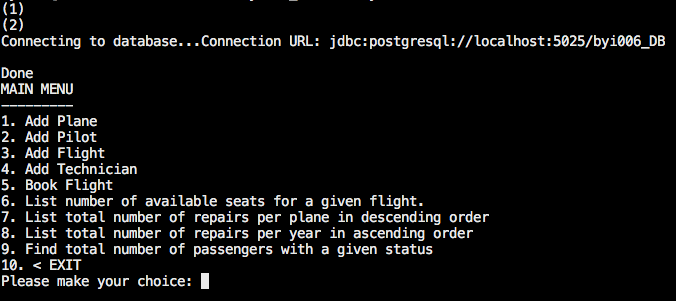 (1)
(2)
Connecting to database...Connection URL: jdbc:postgresql://localhost:5025/byi006_DB
Done
MAIN MENU
---------
1. Add Plane
2. Add Pilot
3. Add Flight
4. Add Technician
5. Book Flight
6. List number of available seats for a given flight.
7. List total number of repairs per plane in descending order
8. List total number of repairs per year in ascending order
9. Find total number of passengers with a given status
10. < EXIT
Please make your choice: